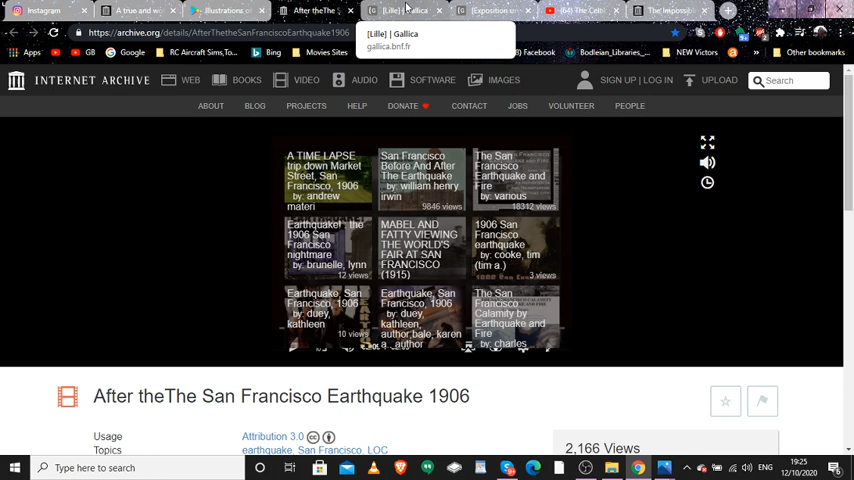 Instagram
A true and wo
illustrations of
After theThe S
[Lille] | Gallica
[Exposition un
(64) The Celti
The Impossibl
https://archive.org/details/AfterThetheSanFranciscoEarthquake1906
[Lille] | Gallica
gallica.bnf.fr
Apps
Google
RC Aircraft Sims,To...
Bing
Movies Sites
YouTube (8)
Bodleian_Libraries_...
NEW Victors
Other bookmarks
INTERNET ARCHIVE
WEB
BOOKS
VIDEO
AUDIO
SOFTWARE
IMAGES
SIGN UP | LOG IN
UPLOAD
Search
ABOUT
BLOG
PROJECTS
HELP
DONATE
CONTACT
JOBS
VOLUNTEER
PEOPLE
A TIME LAPSE
trip down Market
Street, San
Francisco, 1906
by: andrew
materi
San Francisco
Before And After
The Earthquake
by: william henry
irwin
9846 views
The San
Francisco
Earthquake and
Fire
by: vanous
18312 views
Earthquake! the
1906 San
Francisco
nightmare
by: brunelle, lynn
12 views
MABEL AND
FATTY VIEWING
THE WORLD'S
FAIR AT SAN
FRANCISCO
(1915)
1906 San
Francisco
earthquake
by: cooke, tim
(tim a.)
3 views
Earthquake, San
Francisco, 1906
by: duey,
kathleen
10 views
Earthquake, San
Francisco, 1906
by: duey,
kathleen,
author,bale, karen
a., author
The San
Francisco
Calamity by
Earthquake and
Fire
by: charles
After theThe San Francisco Earthquake 1906
Usage
Attribution 3.0
Topics
earthquake, San Francisco, LOC
2,166 Views
Type here to search
ENG
19:25
12/10/2020